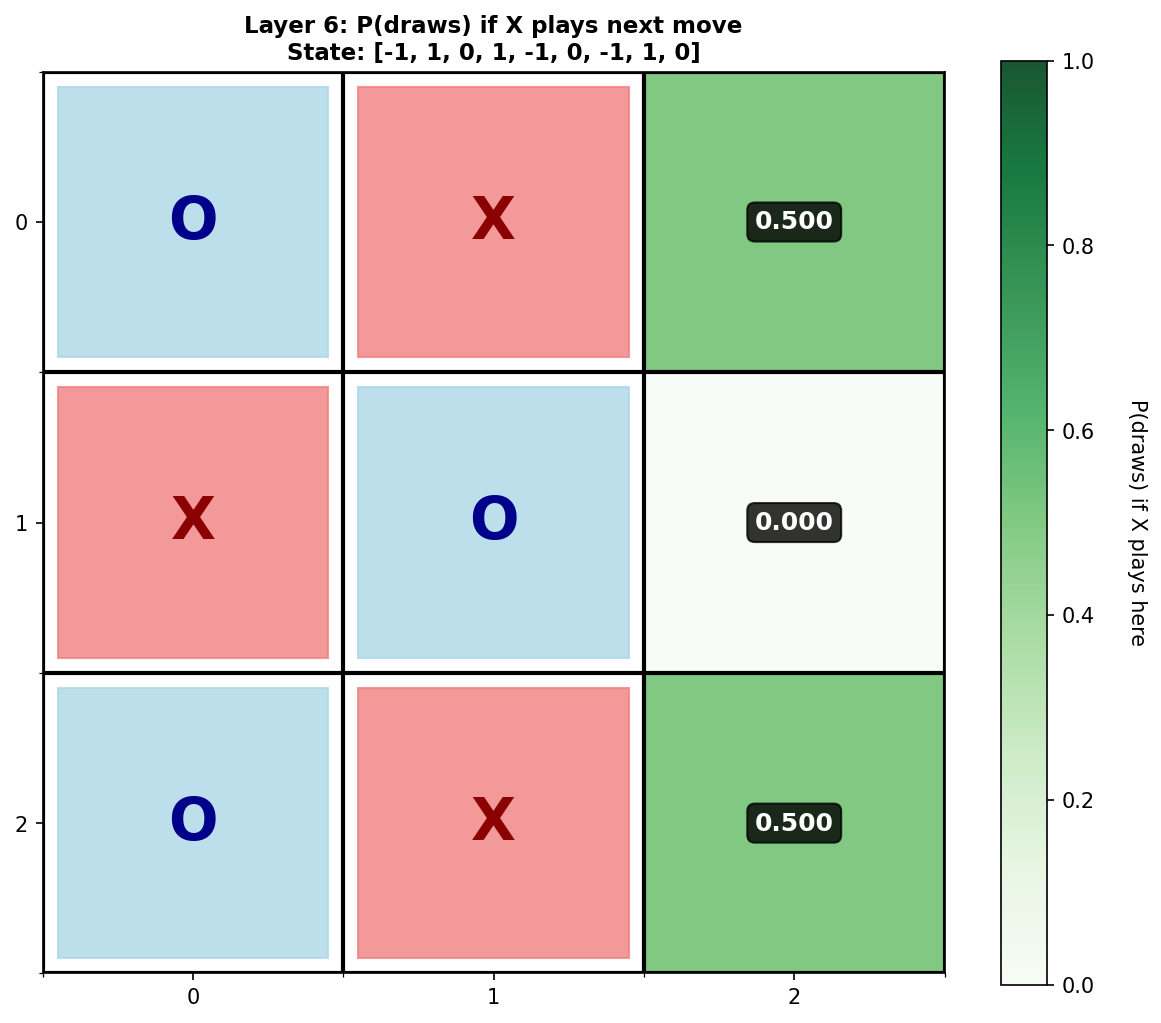 Layer 6: P(draws) if X plays next move
State: [-1, 1, 0, 1, -1, 0, -1, 1, 0]
O X 0.500
X O 0.000
O X 0.500
0
1
2
0 1 2
1.0
0.8
0.6
0.4
0.2
0.0
P(draws) if X plays here